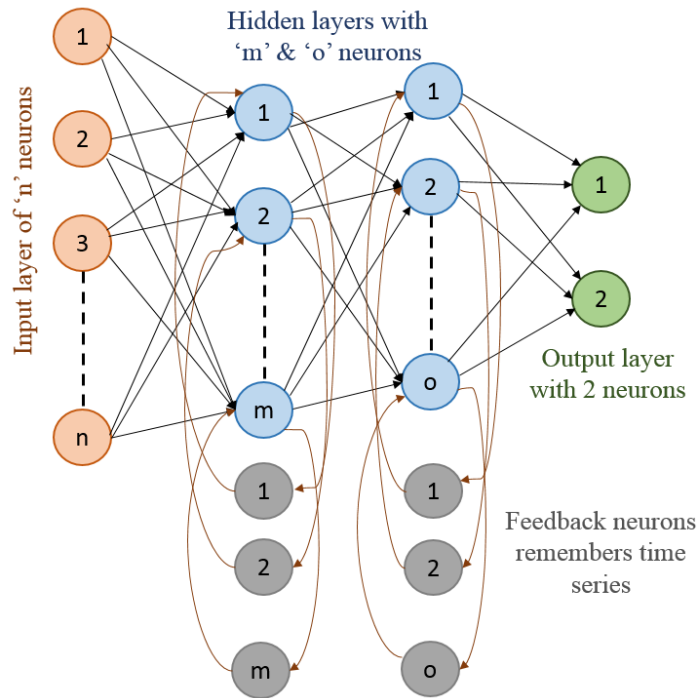 Hidden layers with
‘m’ & ‘o’ neurons
Input layer of ‘n’ neurons
1
2
3
n
1
2
m
1
2
o
1
2
Output layer
with 2 neurons
1
2
m
1
2
o
Feedback neurons
remembers time
series